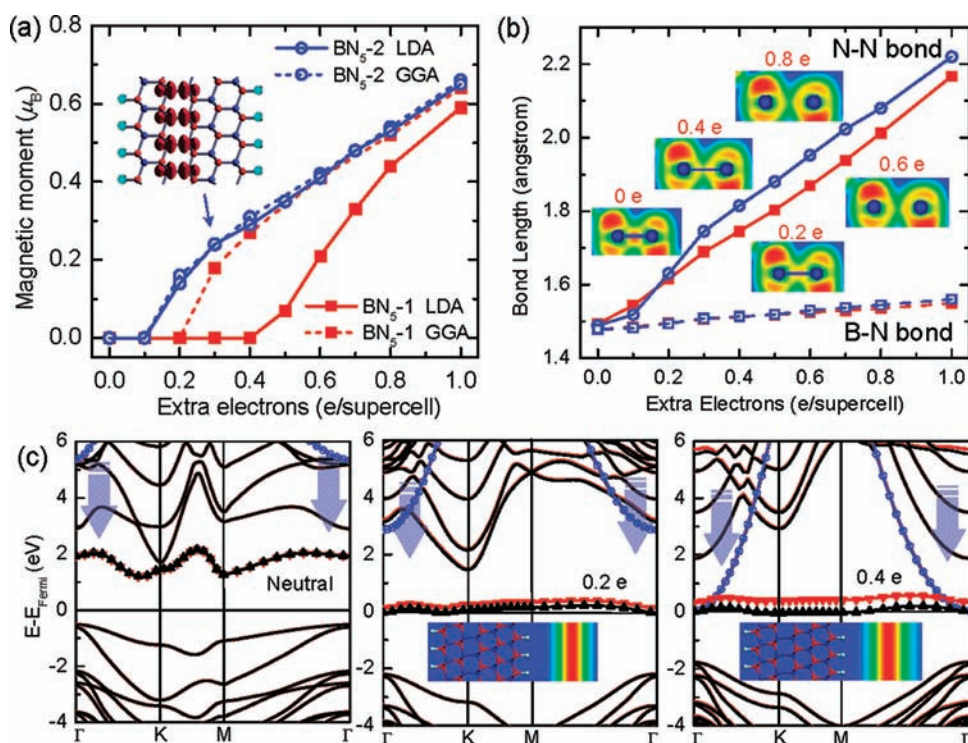 (a)
BN5-2 LDA
BN5-2 GGA
BN5-1 LDA
BN5-1 GGA
Magnetic moment (μB)
0.8
0.6
0.4
0.2
0.0
0.0 0.2 0.4 0.6 0.8 1.0
Extra electrons (e/supercell)
(b)
N-N bond
0.8 e
0.4 e
0.6 e
0 e
0.2 e
B-N bond
Bond Length (angstrom)
2.2
2.0
1.8
1.6
1.4
0.0 0.2 0.4 0.6 0.8 1.0
Extra Electrons (e/supercell)
(c)
E-EFermi (eV)
6
4
2
0
-2
-4
Neutral
Γ K M Γ
6
4
2
0
-2
-4
0.2 e
Γ K M Γ
6
4
2
0
-2
-4
0.4 e
Γ K M Γ